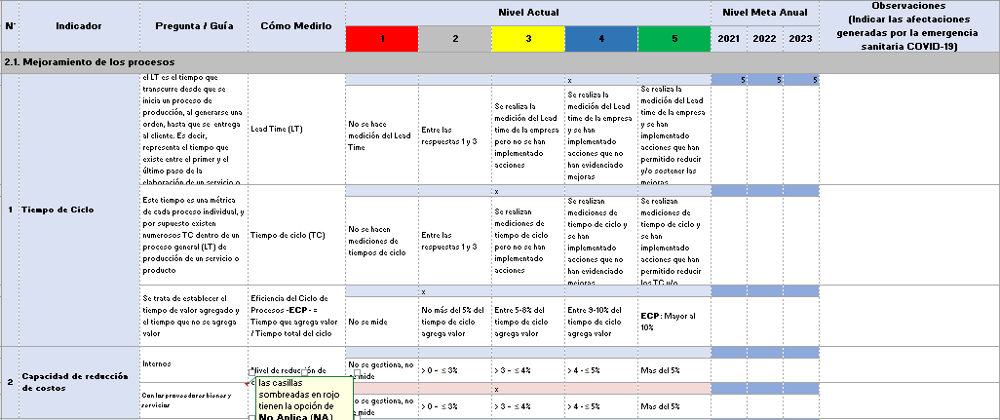 N° Indicador Pregunta / Guía Cómo Medirlo Nivel Actual Nivel Meta Anual Observaciones
(Indicar las afectaciones
generadas por la emergencia
sanitaria COVID-19)
1 2 3 4 5 2021 2022 2023
2.1. Mejoramiento de los procesos
x 5 5 5
1 Tiempo de Ciclo
el LT es el tiempo que
transcurre desde que se
inicia un proceso de
producción, al generarse una
orden, hasta que se entrega
al cliente. Es decir,
representa el tiempo que
existe entre el primer y el
último paso de la
elaboración de un servicio o
Lead Time (LT)
No se hace
medición del Lead
Time
Entre las
respuestas 1 y 3
Se realiza la
medición del Lead
time de la empresa
pero no se han
implementado
acciones
Se realiza la
medición del Lead
time de la empresa
y se han
implementado
acciones que no
han evidenciado
mejoras
Se realiza la
medición del Lead
time de la empresa
y se han
implementado
acciones que han
permitido reducir
y/o sostener las
mejoras
x
Este tiempo es una métrica
de cada proceso individual, y
por supuesto existen
numerosos TC dentro de un
proceso general (LT) de
producción de un servicio o
producto
Tiempo de ciclo (TC)
No se hacen
mediciones de
tiempos de ciclo
Entre las
respuestas 1 y 3
Se realizan
mediciones de
tiempo de ciclo
pero no se han
implementado
acciones
Se realizan
mediciones de
tiempo de ciclo y
se han
implementado
acciones que no
han evidenciado
mejoras
Se realizan
mediciones de
tiempo de ciclo y
se han
implementado
acciones que han
permitido reducir
los TC y/o
x
Se trata de establecer el
tiempo de valor agregado y
el tiempo que no se agrega
valor
Eficiencia del Ciclo de
Procesos -ECP- =
Tiempo que agrega valor
/ Tiempo total del ciclo
No se mide
No más del 5% del
tiempo de ciclo
agrega valor
Entre 5-8% del
tiempo de ciclo
agrega valor
Entre 9-10% del
tiempo de ciclo
agrega valor
ECP: Mayor al
10%
2 Capacidad de reducción
de costos
Internos
Nivel de reducción de
No se gestiona, no
se mide
> 0 - ≤ 3%
> 3 - ≤ 4%
> 4 - ≤ 5%
Mas del 5%
x
Con los proveedores bienes y
servicios
las casillas
sombreadas en rojo
tienen la opción de
No Aplica (NA)
No se gestiona, no
se mide
> 0 - ≤ 3%
> 3 - ≤ 4%
> 4 - ≤ 5%
Mas del 5%